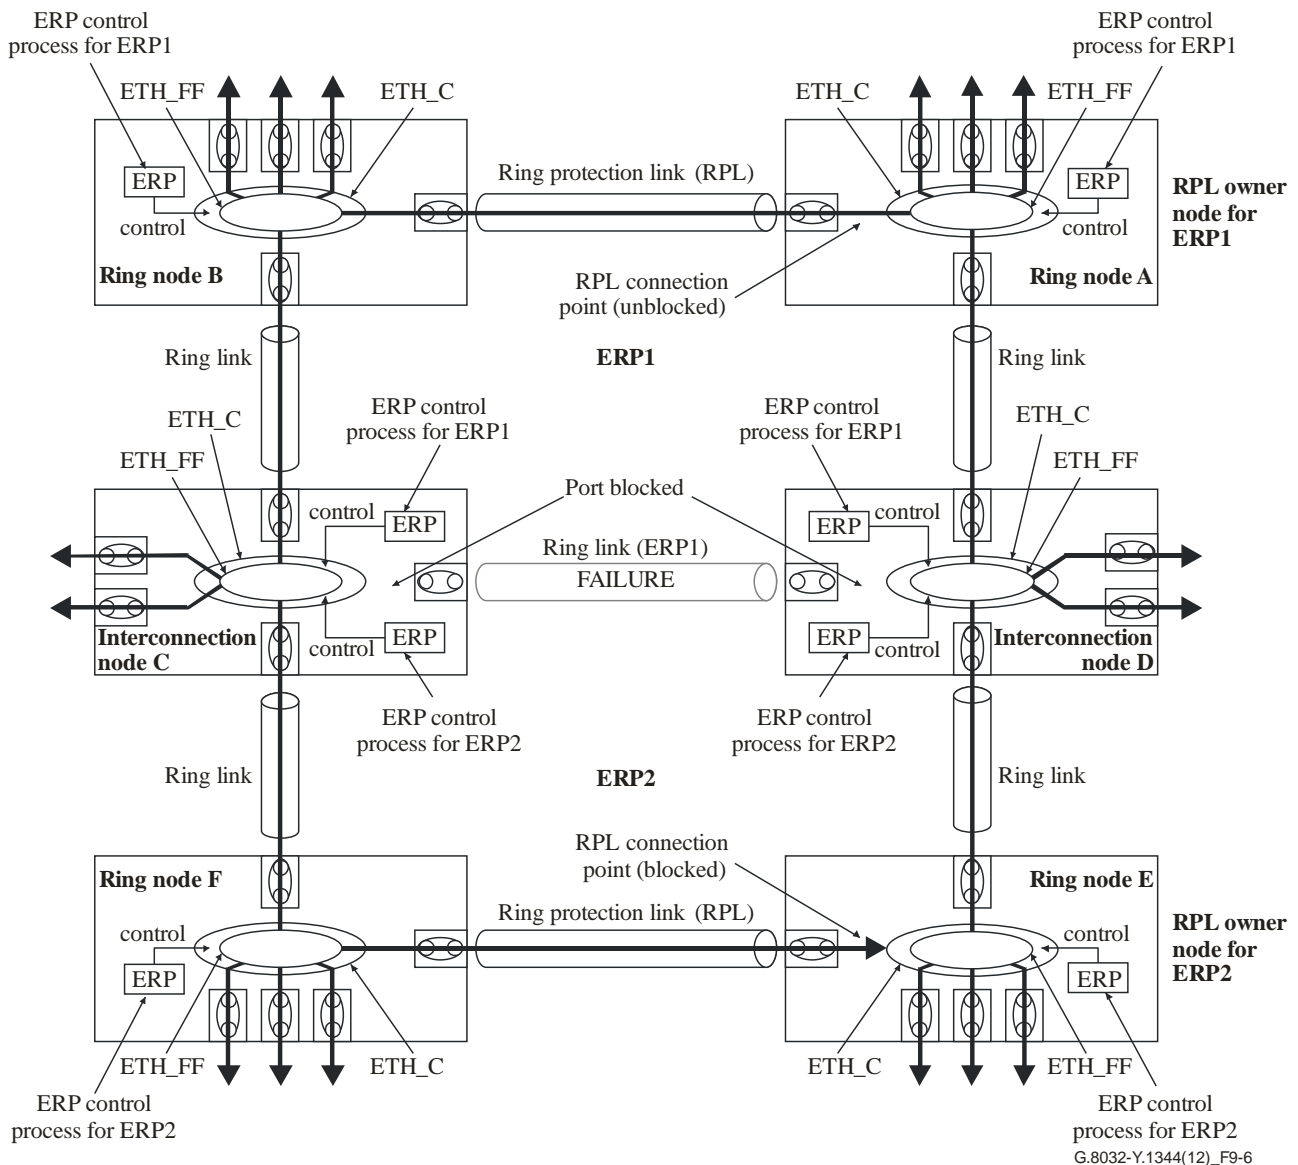 ERP control
process for ERP1
ERP control
process for ERP1
ETH_FF
ETH_C
ETH_C
ETH_FF
ERP
Ring protection link (RPL)
ERP
RPL owner
node for
ERP1
control
control
Ring node B
RPL connection
point (unblocked)
Ring node A
Ring link
ERP1
Ring link
ETH_C
ERP control
process for ERP1
ERP control
process for ERP1
ETH_C
ETH_FF
ETH_FF
Port blocked
control
ERP
ERP
control
Ring link (ERP1)
FAILURE
Interconnection
node C
control
ERP
ERP
control
Interconnection
node D
ERP control
process for ERP2
ERP control
process for ERP2
Ring link
ERP2
Ring link
RPL connection
point (blocked)
Ring node F
Ring node E
Ring protection link (RPL)
RPL owner
node for
ERP2
control
control
ERP
ERP
ETH_FF
ETH_C
ETH_C
ETH_FF
ERP control
process for ERP2
ERP control
process for ERP2
G.8032-Y.1344(12)_F9-6